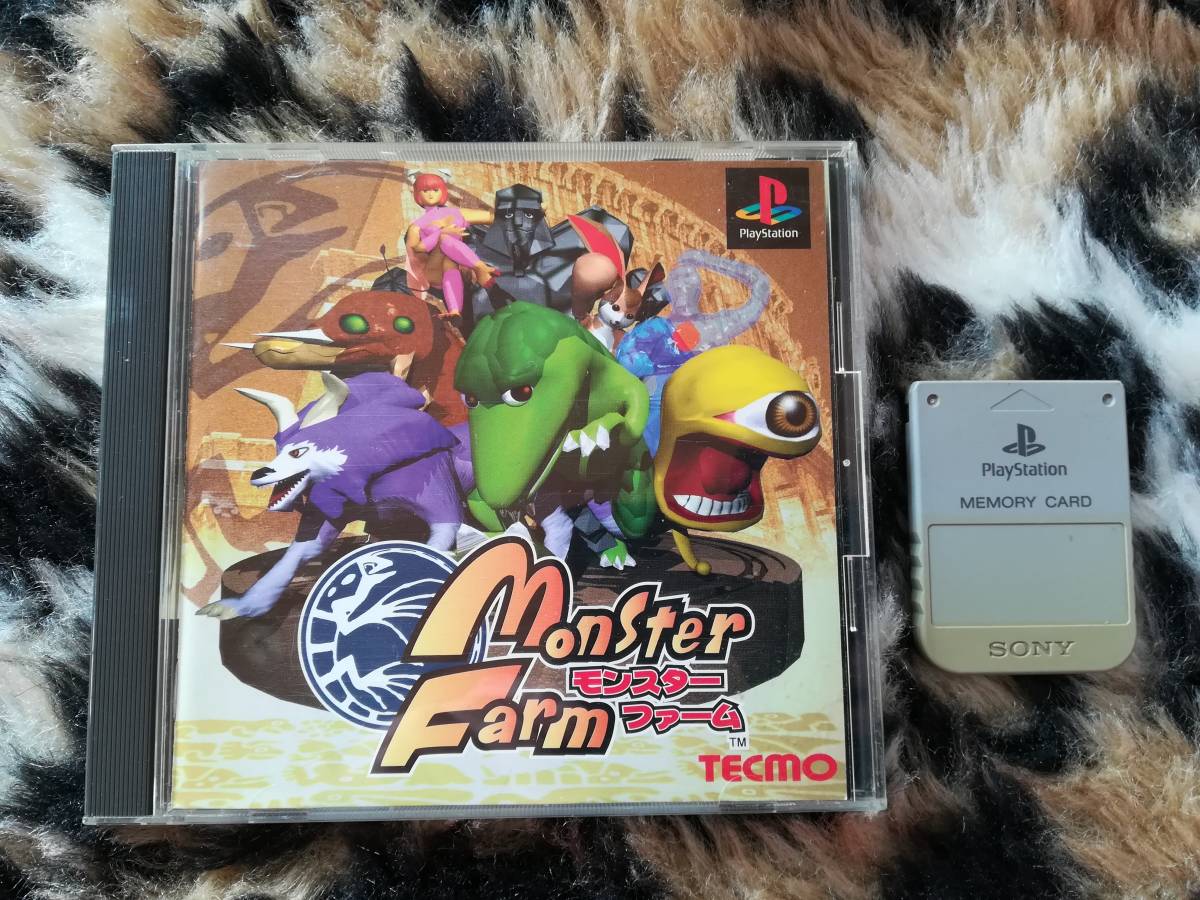 PlayStation
Monster
Farm
モンスター
ファーム
TM
TECMO
PlayStation
MEMORY CARD
SONY